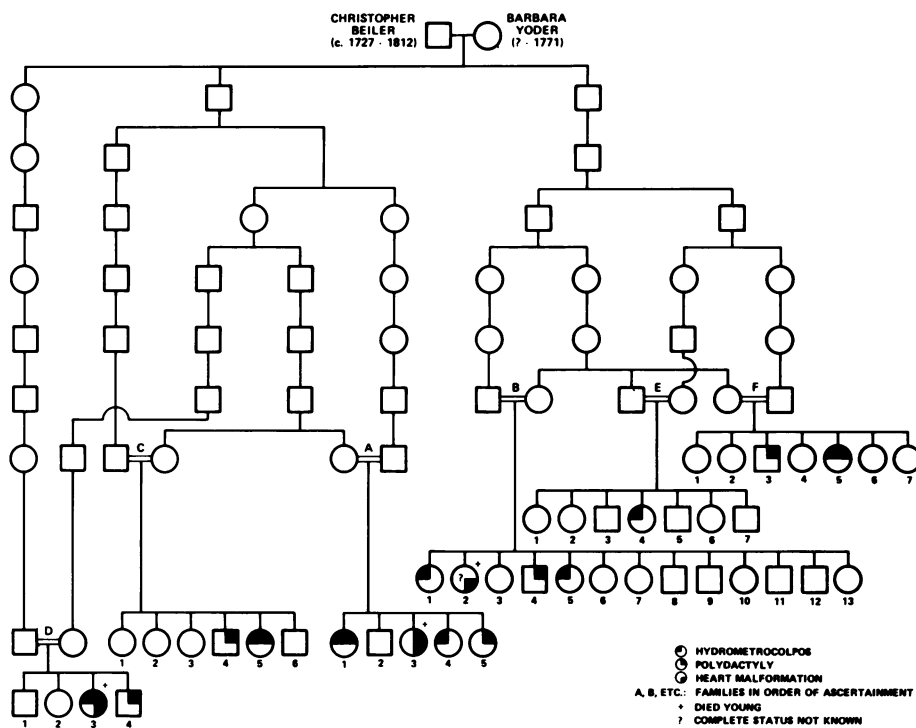 CHRISTOPHER
BEILER
(c. 1727 - 1812)
BARBARA
YODER
(? - 1771)
B
E
F
C
A
1 2 3 4 5 6 7
1 2 3 4 5 6 7
? +
1 2 3 4 5 6 7 8 9 10 11 12 13
D
+
1 2 3 4 5 6
1 2 3 4 5
+
1 2 3 4
HYDROMETROCOLPOS
POLYDACTYLY
HEART MALFORMATION
A, B, ETC.: FAMILIES IN ORDER OF ASCERTAINMENT
+ DIED YOUNG
? COMPLETE STATUS NOT KNOWN